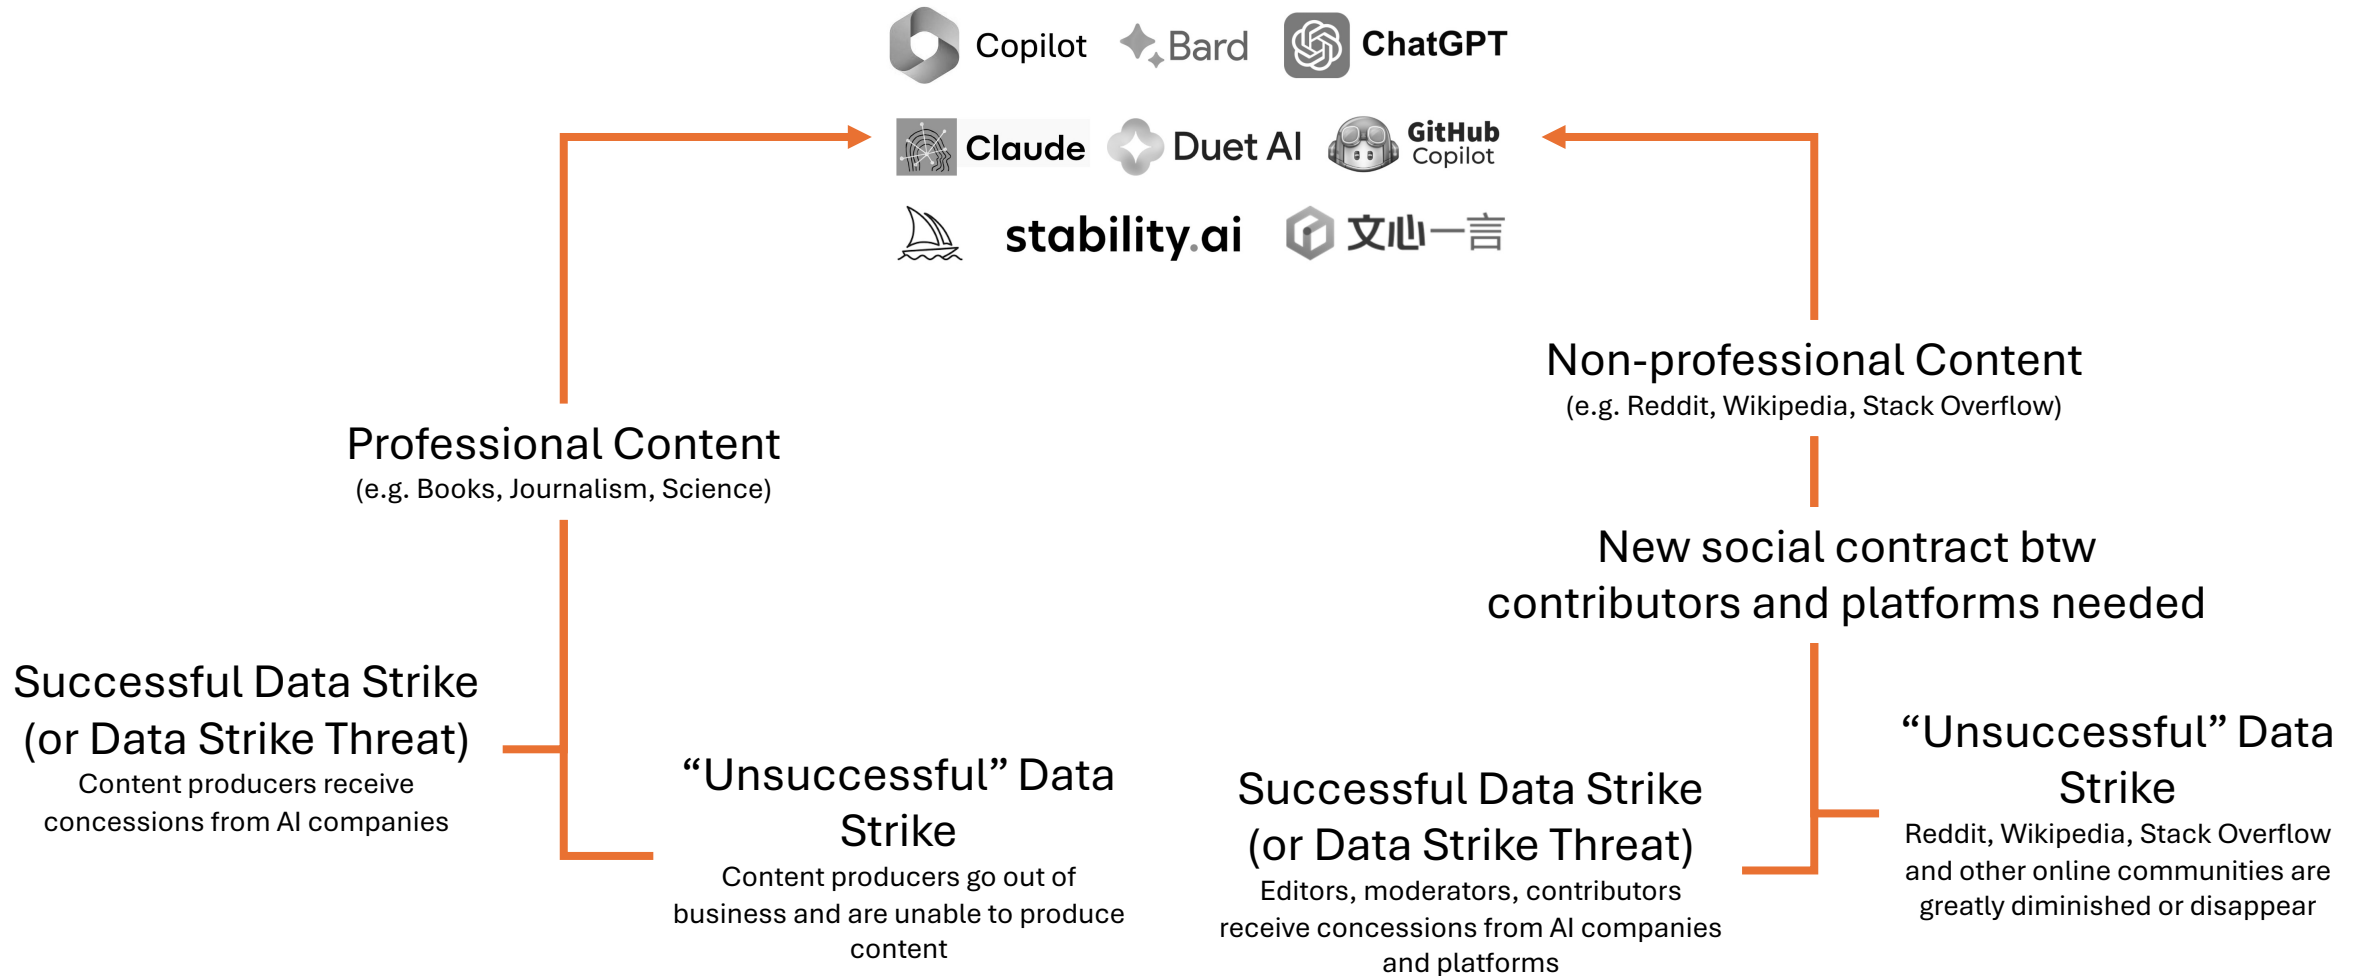 Copilot
Bard
ChatGPT
Claude
Duet AI
GitHub
Copilot
stability.ai
文心一言
Professional Content
(e.g. Books, Journalism, Science)
Successful Data Strike
(or Data Strike Threat)
Content producers receive
concessions from AI companies
“Unsuccessful” Data
Strike
Content producers go out of
business and are unable to produce
content
Non-professional Content
(e.g. Reddit, Wikipedia, Stack Overflow)
New social contract btw
contributors and platforms needed
Successful Data Strike
(or Data Strike Threat)
Editors, moderators, contributors
receive concessions from AI companies
and platforms
“Unsuccessful” Data
Strike
Reddit, Wikipedia, Stack Overflow
and other online communities are
greatly diminished or disappear